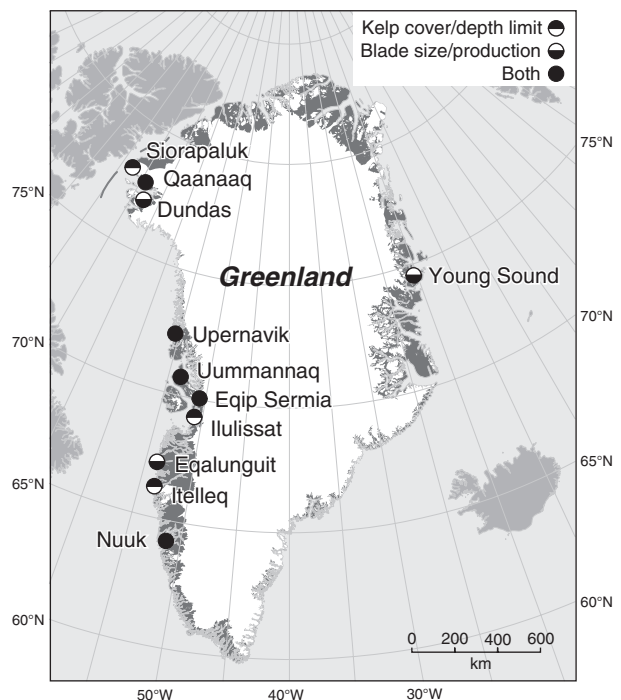 Kelp cover/depth limit
Blade size/production
Both
75°N
Siorapaluk
Qaanaaq
75°N
Dundas
Greenland
Young Sound
70°N
Upernavik
70°N
Uummannaq
Eqip Sermia
Ilulissat
Eqalunguit
65°N
65°N
Itelleq
Nuuk
60°N
60°N
0 200 400 600
km
50°W 40°W 30°W